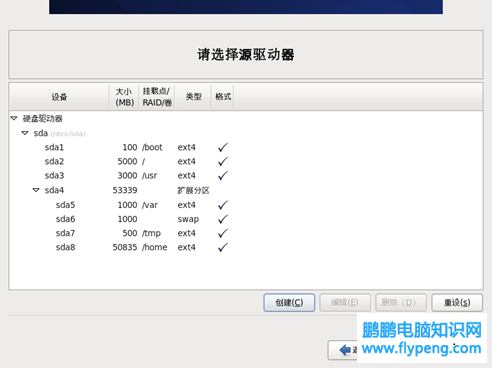 请选择源驱动器
设备 大小(MB) 挂载点/RAID/卷 类型 格式
硬盘驱动器
sda (/dev/sda)
sda1 100 /boot ext4 ✓
sda2 5000 / ext4 ✓
sda3 3000 /usr ext4 ✓
sda4 53339 扩展分区
sda5 1000 /var ext4 ✓
sda6 1000 swap ✓
sda7 500 /tmp ext4 ✓
sda8 50835 /home ext4 ✓
创建(C) 编辑(E) 删除（D） 重设(s)
鹏鹏电脑知识网
www.flypeng.com